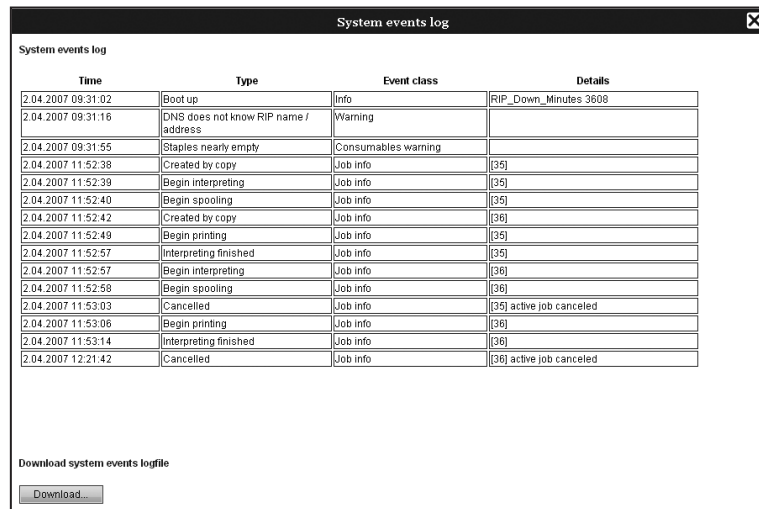 System events log
System events log
Time Type Event class Details
2.04.2007 09:31:02 Boot up Info RIP_Down_Minutes 3608
2.04.2007 09:31:16 DNS does not know RIP name / Warning
address
2.04.2007 09:31:55 Staples nearly empty Consumables warning
2.04.2007 11:52:38 Created by copy Job info [35]
2.04.2007 11:52:39 Begin interpreting Job info [35]
2.04.2007 11:52:40 Begin spooling Job info [35]
2.04.2007 11:52:42 Created by copy Job info [36]
2.04.2007 11:52:49 Begin printing Job info [35]
2.04.2007 11:52:57 Interpreting finished Job info [35]
2.04.2007 11:52:57 Begin interpreting Job info [36]
2.04.2007 11:52:58 Begin spooling Job info [36]
2.04.2007 11:53:03 Cancelled Job info [35] active job canceled
2.04.2007 11:53:06 Begin printing Job info [36]
2.04.2007 11:53:14 Interpreting finished Job info [36]
2.04.2007 12:21:42 Cancelled Job info [36] active job canceled
Download system events logfile
Download...